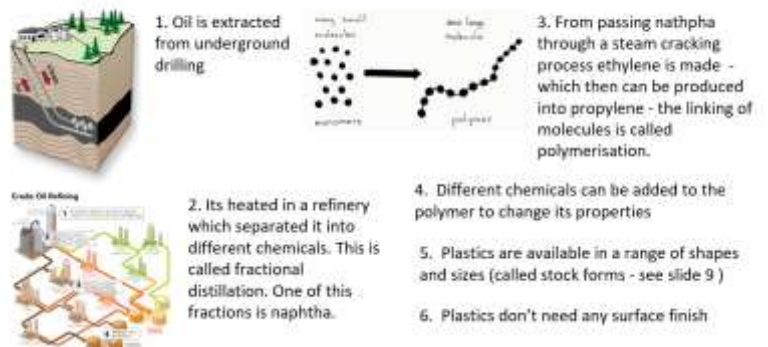 1. Oil is extracted
from underground
drilling
many small
molecules
monomers
one long
molecule
polymer
3. From passing nathpha
through a steam cracking
process ethylene is made -
which then can be produced
into propylene - the linking of
molecules is called
polymerisation.
Crude Oil Refining
2. Its heated in a refinery
which separated it into
different chemicals. This is
called fractional
distillation. One of this
fractions is naphtha.
4. Different chemicals can be added to the
polymer to change its properties
5. Plastics are available in a range of shapes
and sizes (called stock forms - see slide 9 )
6. Plastics don't need any surface finish